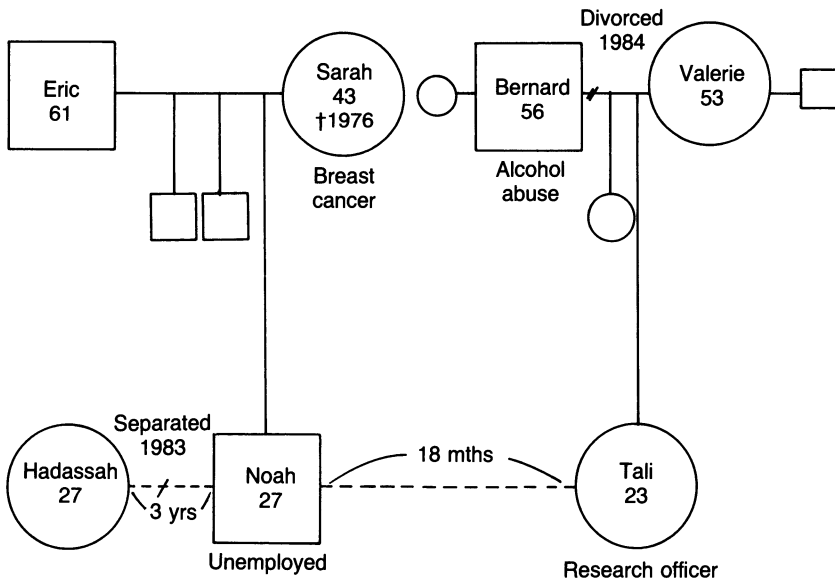 Eric
61
Sarah
43
†1976
Breast
cancer
Divorced
1984
Bernard
56
Alcohol
abuse
Valerie
53
Separated
1983
Hadassah
27
3 yrs
Noah
27
Unemployed
18 mths
Tali
23
Research officer